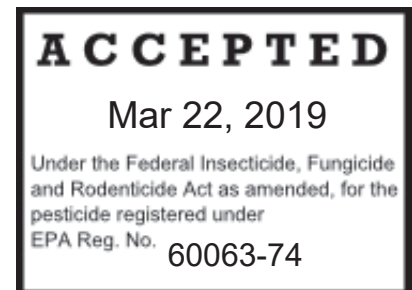 ACCEPTED
Mar 22, 2019
Under the Federal Insecticide, Fungicide
and Rodenticide Act as amended, for the
pesticide registered under
EPA Reg. No. 60063-74